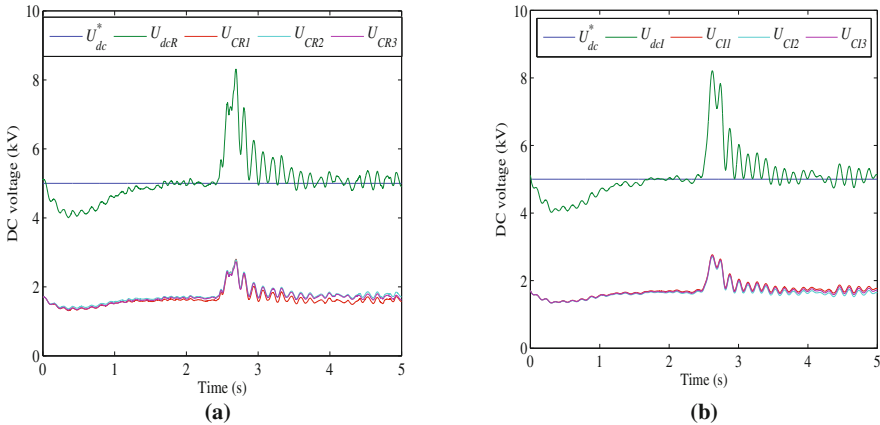 10
U*dc UdcR UCR1 UCR2 UCR3
8
6
4
2
0
DC voltage (kV)
0 1 2 3 4 5
Time (s)
(a)
10
U*dc UdcI UCI1 UCI2 UCI3
8
6
4
2
0
DC voltage (kV)
0 1 2 3 4 5
Time (s)
(b)